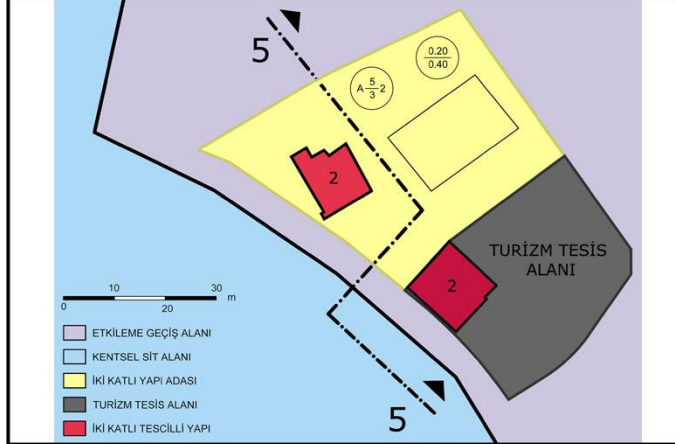 5
0.20
0.40
A 5/3 2
2
TURİZM TESİS
ALANI
2
10 30 m
0 20
ETKİLEME GEÇİŞ ALANI
KENTSEL SİT ALANI
İKİ KATLI YAPI ADASI
TURİZM TESİS ALANI
İKİ KATLI TESCİLLİ YAPI
5